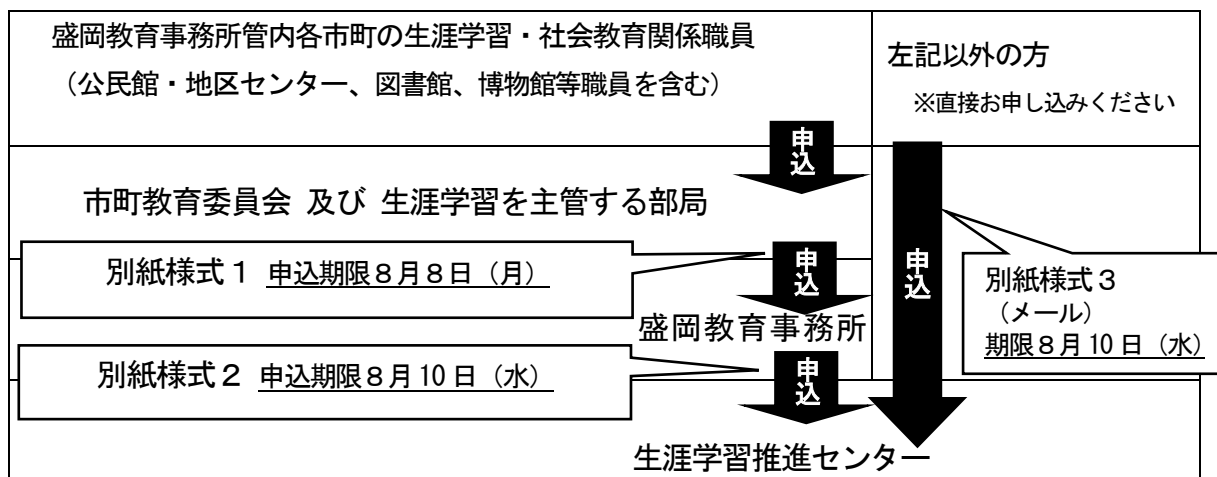 盛岡教育事務所管内各市町の生涯学習・社会教育関係職員
（公民館・地区センター、図書館、博物館等職員を含む）
左記以外の方
※直接お申し込みください
申込
市町教育委員会 及び 生涯学習を主管する部局
別紙様式１ 申込期限８月８日（月）
申込
申込
別紙様式３
（メール）
期限８月10日（水）
盛岡教育事務所
別紙様式２ 申込期限８月10日（水）
申込
生涯学習推進センター